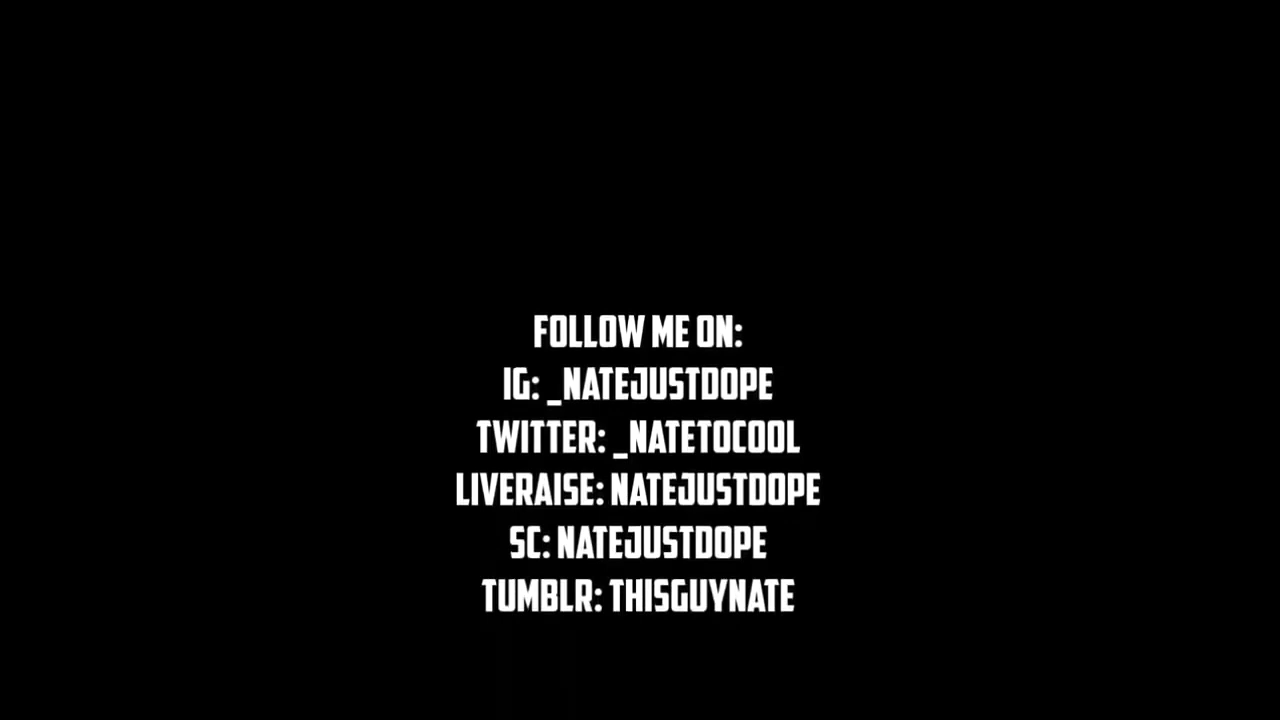 FOLLOW ME ON:
IG: _NATEJUSTDOPE
TWITTER: _NATETOCOOL
LIVERAISE: NATEJUSTDOPE
SC: NATEJUSTDOPE
TUMBLR: THISGUYNATE